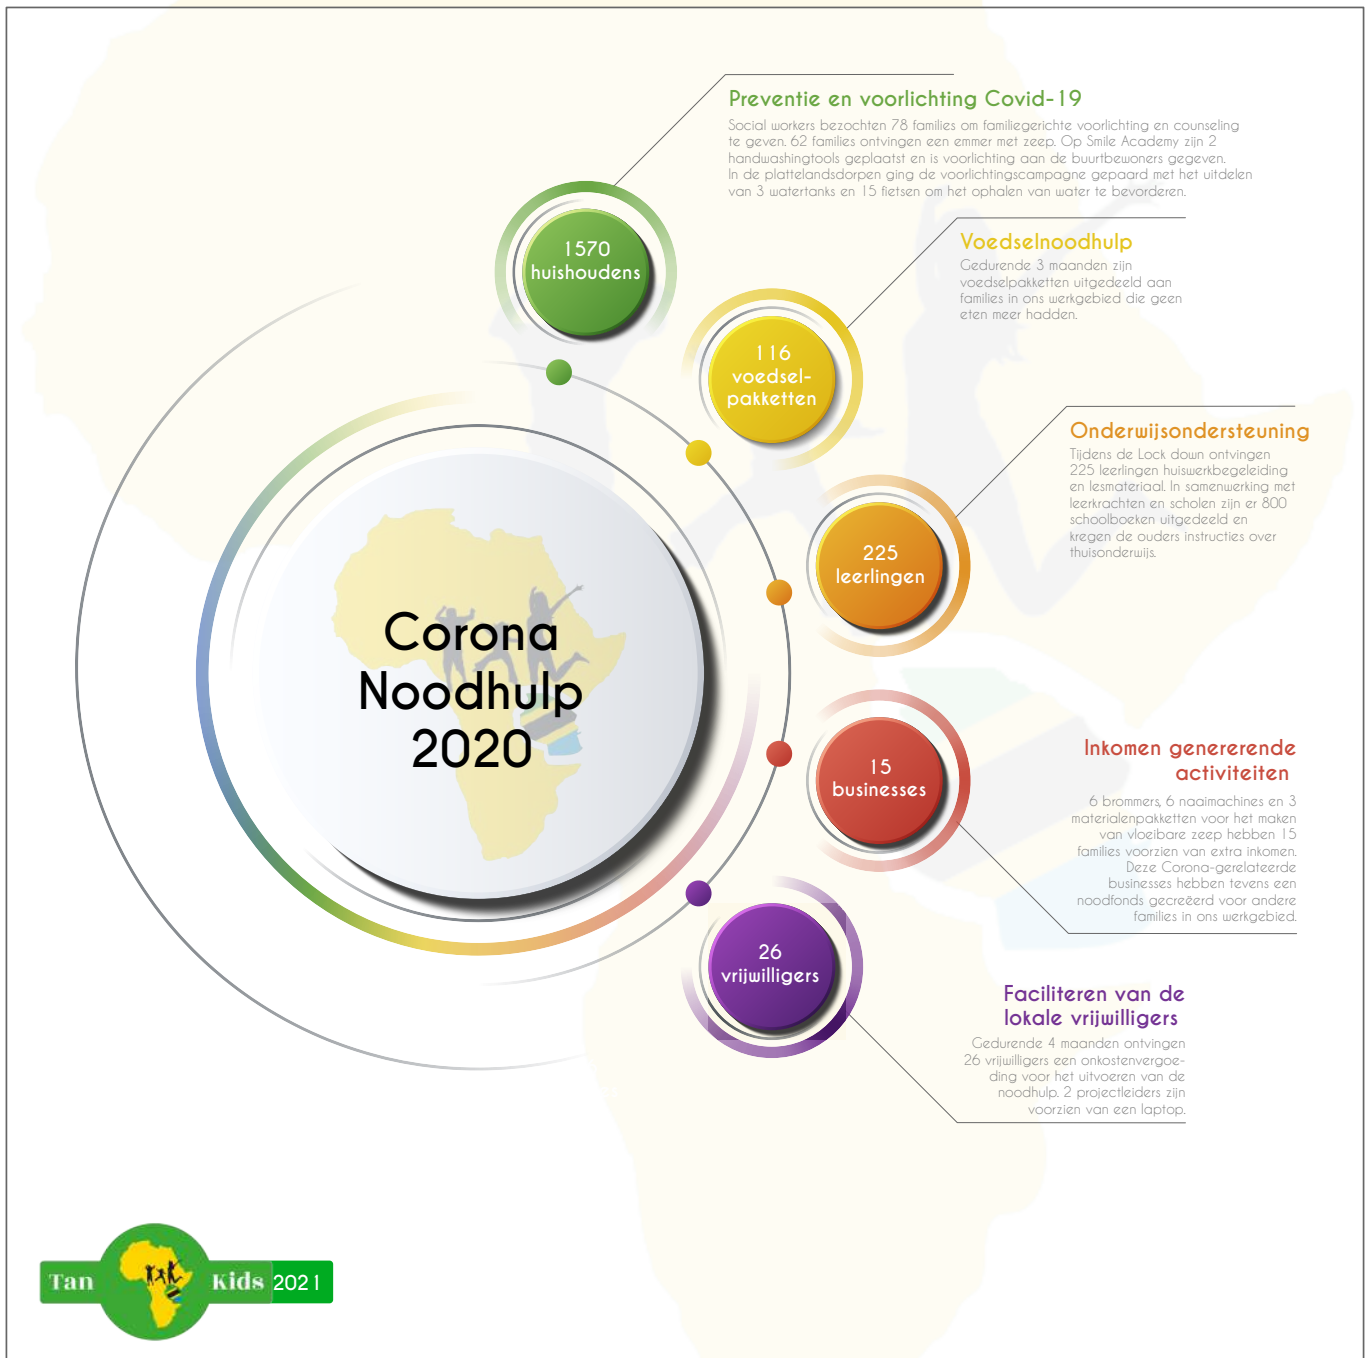 Preventie en voorlichting Covid-19
Social workers bezochten 78 families om familiegerichte voorlichting en counseling
te geven. 62 families ontvingen een emmer met zeep. Op Smile Academy zijn 2
handwashingtools geplaatst en is voorlichting aan de buurtbewoners gegeven.
In de plattelandsdorpen ging de voorlichtingscampagne gepaard met het uitdelen
van 3 watertanks en 15 fietsen om het ophalen van water te bevorderen.
1570
huishoudens
Voedselnoodhulp
Gedurende 3 maanden zijn
voedselpakketten uitgedeeld aan
families in ons werkgebied die geen
eten meer hadden.
116
voedsel-
pakketten
Onderwijsondersteuning
Tijdens de Lock down ontvingen
225 leerlingen huiswerkbegeleiding
en lesmateriaal. In samenwerking met
leerkrachten en scholen zijn er 800
schoolboeken uitgedeeld en
kregen de ouders instructies over
thuisonderwijs.
225
leerlingen
Corona
Noodhulp
2020
Inkomen genererende
activiteiten
6 brommers, 6 naaimachines en 3
materialenpakketten voor het maken
van vloeibare zeep hebben 15
families voorzien van extra inkomen.
Deze Corona-gerelateerde
businesses hebben tevens een
noodfonds gecreëerd voor andere
families in ons werkgebied.
15
businesses
26
vrijwilligers
Faciliteren van de
lokale vrijwilligers
Gedurende 4 maanden ontvingen
26 vrijwilligers een onkostenvergoe-
ding voor het uitvoeren van de
noodhulp. 2 projectleiders zijn
voorzien van een laptop.
Tan Kids 2021